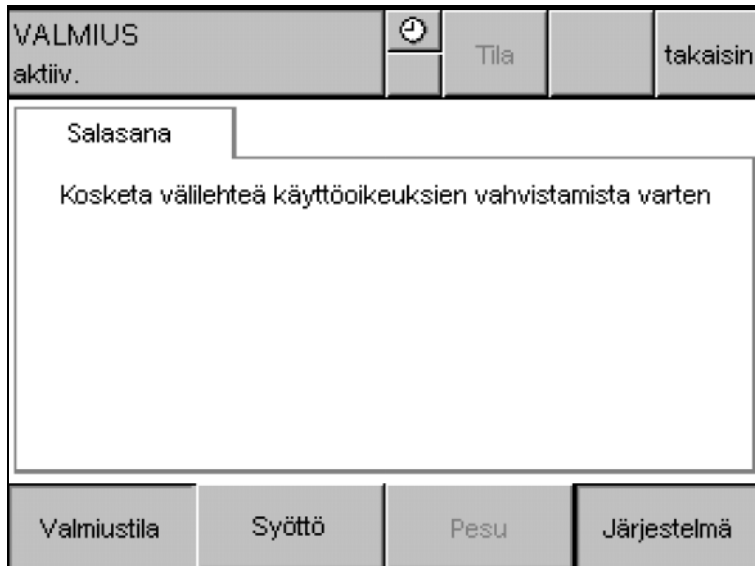 VALMIUS
aktiiv.
Tila
takaisin
Salasana
Kosketa välilehteä käyttöoikeuksien vahvistamista varten
Valmiustila
Syöttö
Pesu
Järjestelmä